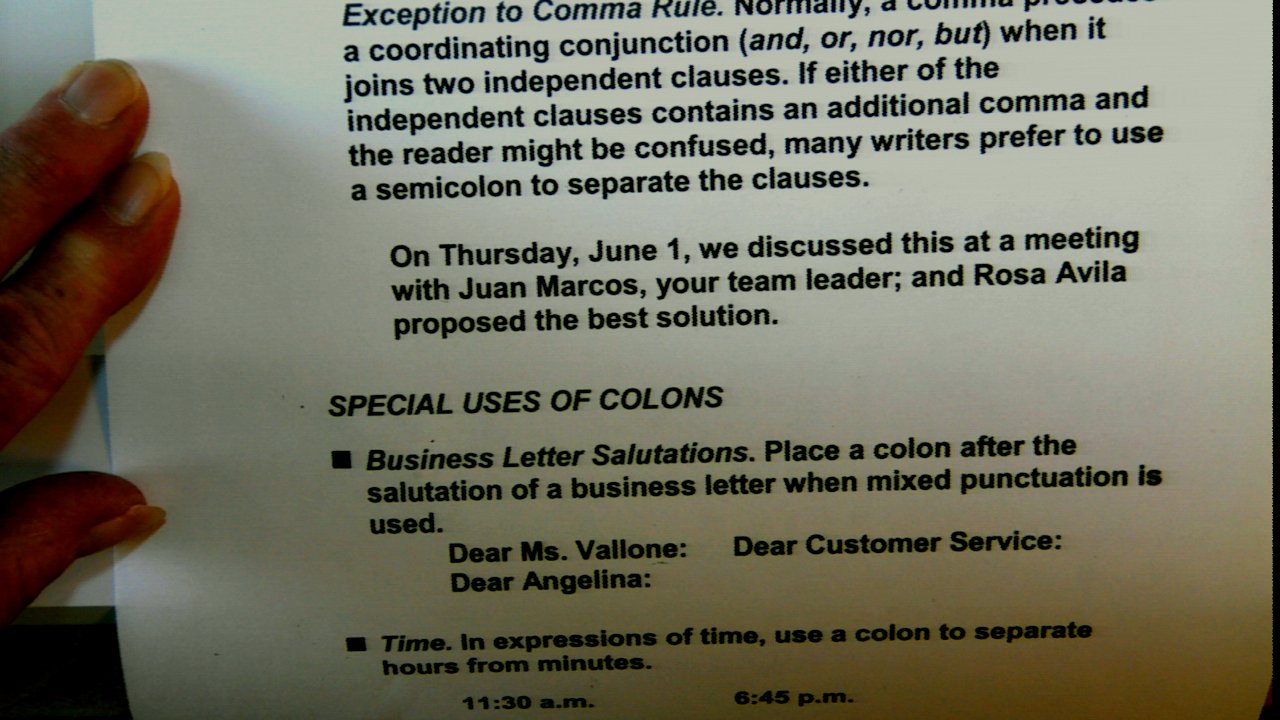 Exception to Comma Rule. Normally, a comma
a coordinating conjunction (and, or, nor, but) when it
joins two independent clauses. If either of the
independent clauses contains an additional comma and
the reader might be confused, many writers prefer to use
a semicolon to separate the clauses.
On Thursday, June 1, we discussed this at a meeting
with Juan Marcos, your team leader; and Rosa Avila
proposed the best solution.
SPECIAL USES OF COLONS
■ Business Letter Salutations. Place a colon after the
salutation of a business letter when mixed punctuation is
used.
Dear Ms. Vallone: Dear Customer Service:
Dear Angelina:
■ Time. In expressions of time, use a colon to separate
hours from minutes.
11:30 a.m. 6:45 p.m.